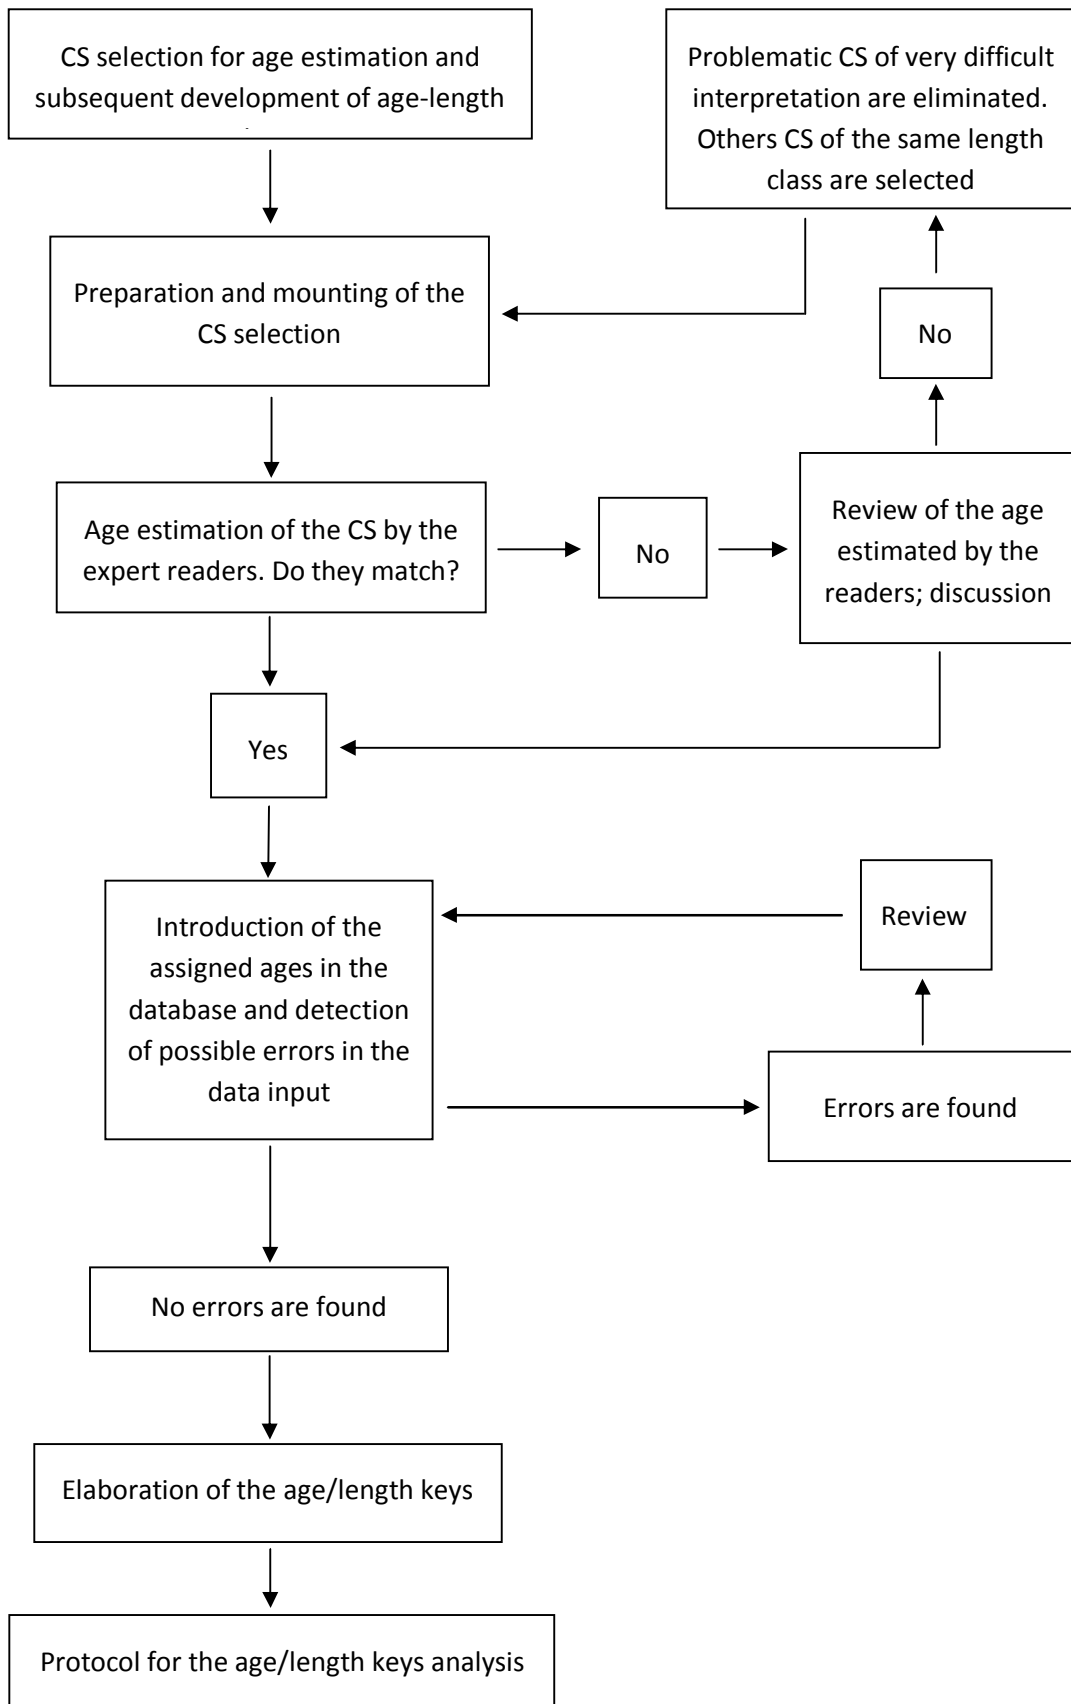 CS selection for age estimation and
subsequent development of age-length
Problematic CS of very difficult
interpretation are eliminated.
Others CS of the same length
class are selected
Preparation and mounting of the
CS selection
No
Age estimation of the CS by the
expert readers. Do they match?
No
Review of the age
estimated by the
readers; discussion
Yes
Introduction of the
assigned ages in the
database and detection
of possible errors in the
data input
Review
Errors are found
No errors are found
Elaboration of the age/length keys
Protocol for the age/length keys analysis